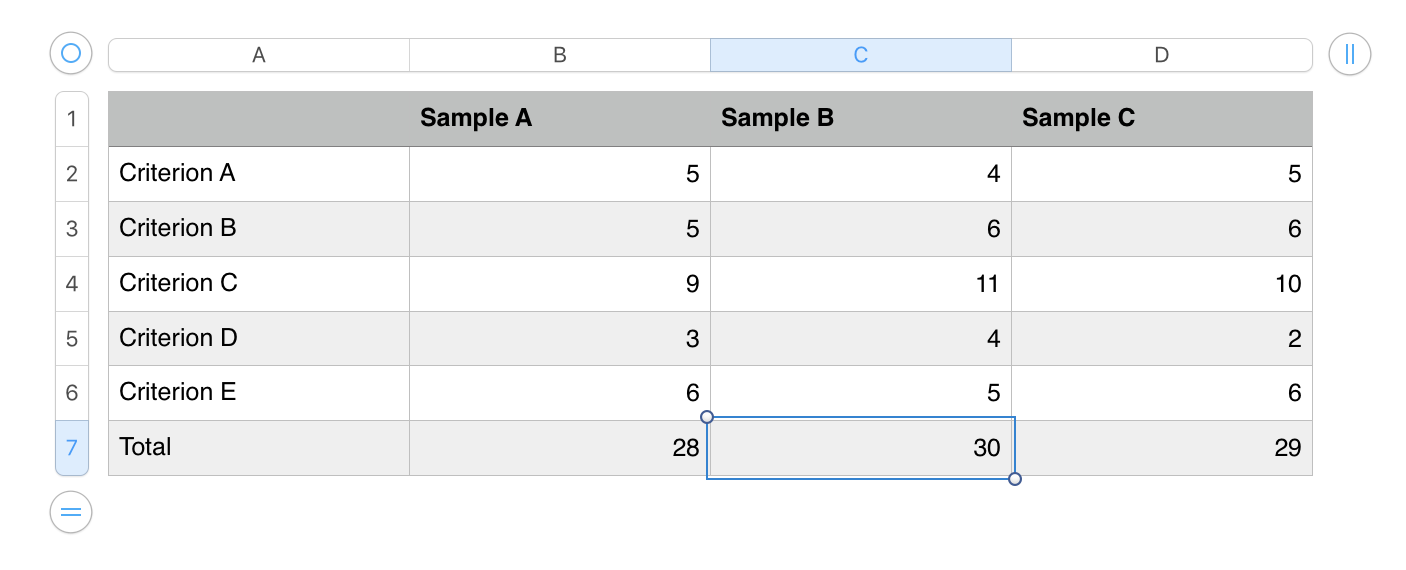 A B C D
1 Sample A Sample B Sample C
2 Criterion A 5 4 5
3 Criterion B 5 6 6
4 Criterion C 9 11 10
5 Criterion D 3 4 2
6 Criterion E 6 5 6
7 Total 28 30 29